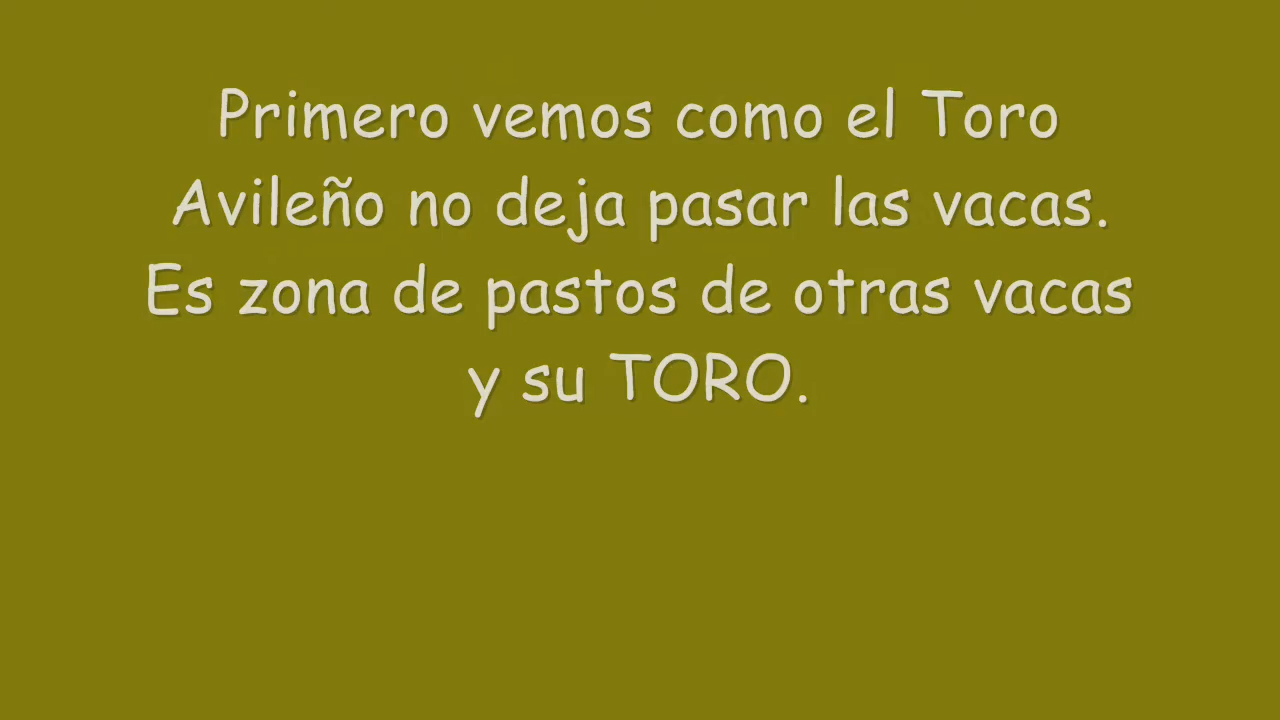 Primero vemos como el Toro
Avileño no deja pasar las vacas.
Es zona de pastos de otras vacas
y su TORO.